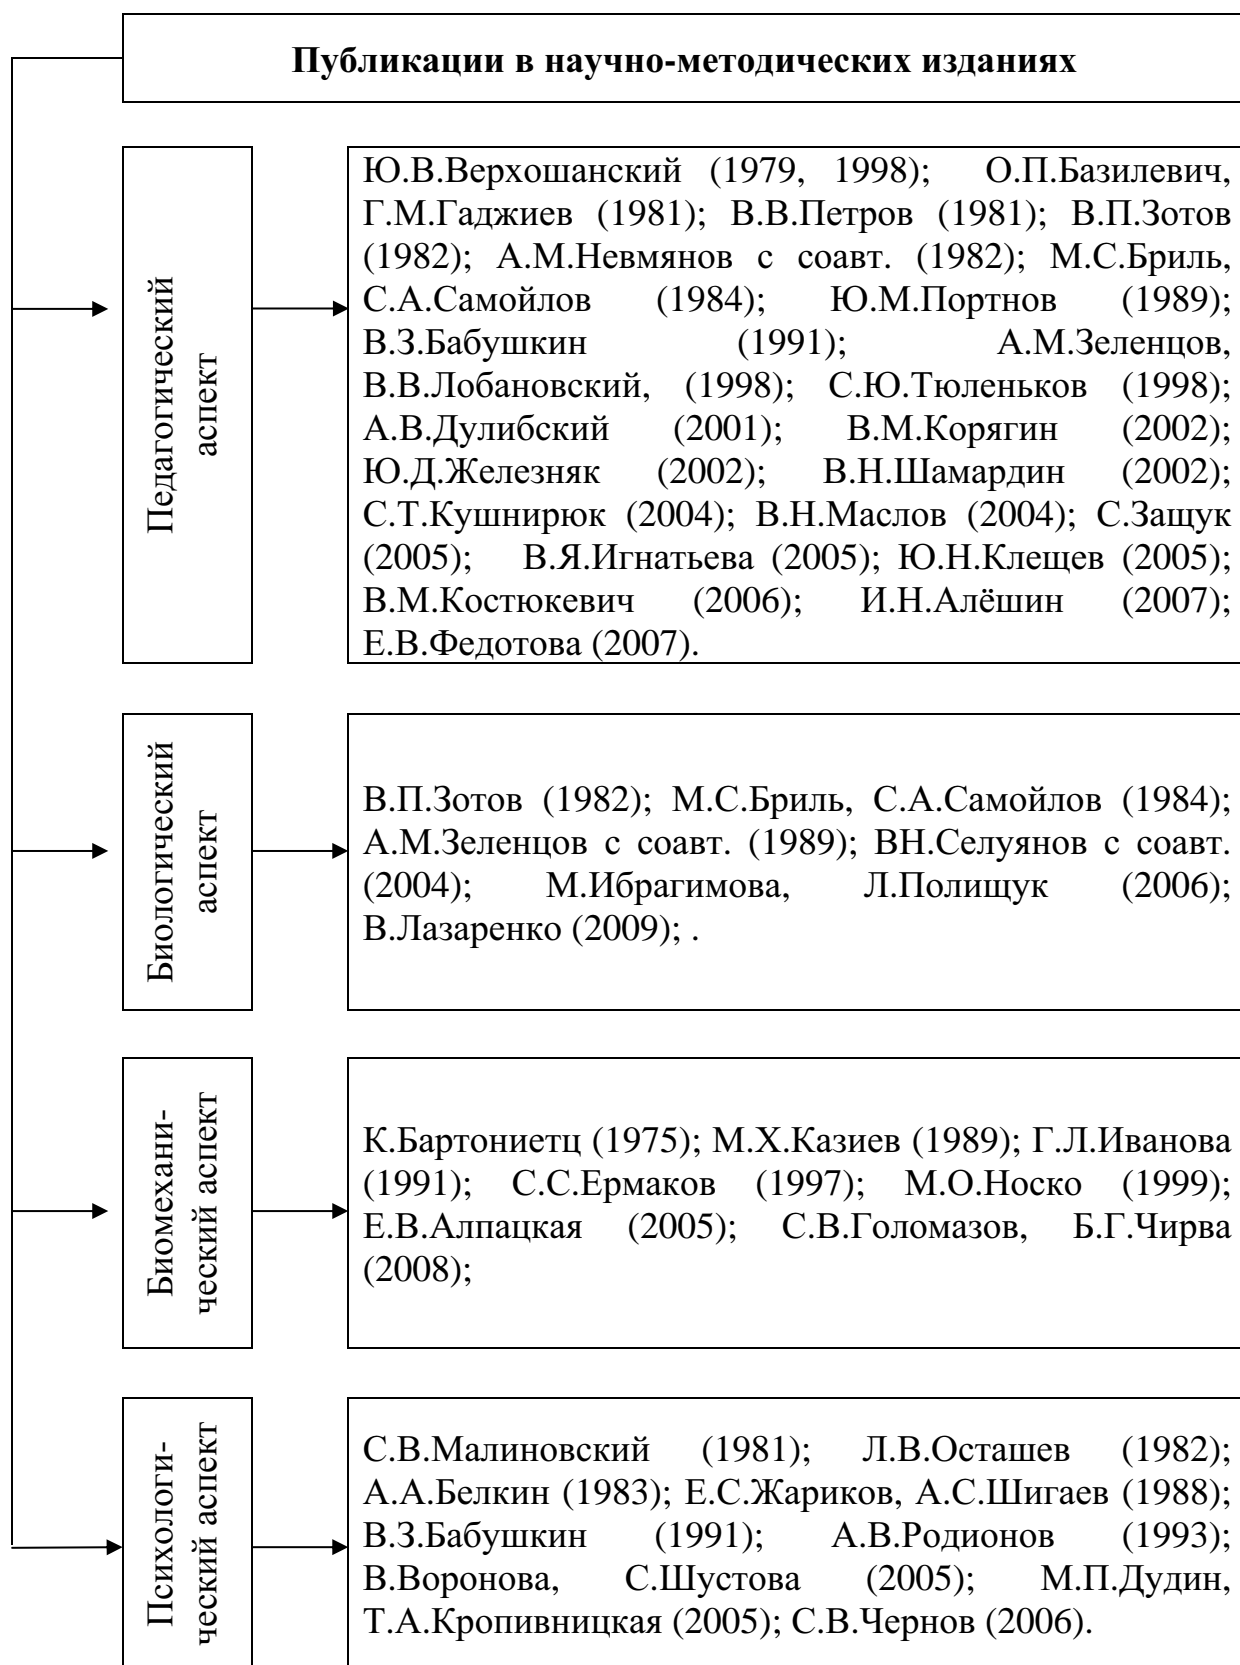 Публикации в научно-методических изданиях
Педагогический
аспект
Ю.В.Верхошанский (1979, 1998); О.П.Базилевич,
Г.М.Гаджиев (1981); В.В.Петров (1981); В.П.Зотов
(1982); А.М.Невмянов с соавт. (1982); М.С.Бриль,
С.А.Самойлов (1984); Ю.М.Портнов (1989);
В.З.Бабушкин (1991); А.М.Зеленцов,
В.В.Лобановский, (1998); С.Ю.Тюленьков (1998);
А.В.Дулибский (2001); В.М.Корягин (2002);
Ю.Д.Железняк (2002); В.Н.Шамардин (2002);
С.Т.Кушнирюк (2004); В.Н.Маслов (2004); С.Защук
(2005); В.Я.Игнатьева (2005); Ю.Н.Клещев (2005);
В.М.Костюкевич (2006); И.Н.Алёшин (2007);
Е.В.Федотова (2007).
Биологический
аспект
В.П.Зотов (1982); М.С.Бриль, С.А.Самойлов (1984);
А.М.Зеленцов с соавт. (1989); ВН.Селуянов с соавт.
(2004); М.Ибрагимова, Л.Полищук (2006);
В.Лазаренко (2009); .
Биомехани-
ческий аспект
К.Бартониетц (1975); М.Х.Казиев (1989); Г.Л.Иванова
(1991); С.С.Ермаков (1997); М.О.Носко (1999);
Е.В.Алпацкая (2005); С.В.Голомазов, Б.Г.Чирва
(2008);
Психологи-
ческий аспект
С.В.Малиновский (1981); Л.В.Осташев (1982);
А.А.Белкин (1983); Е.С.Жариков, А.С.Шигаев (1988);
В.З.Бабушкин (1991); А.В.Родионов (1993);
В.Воронова, С.Шустова (2005); М.П.Дудин,
Т.А.Кропивницкая (2005); С.В.Чернов (2006).